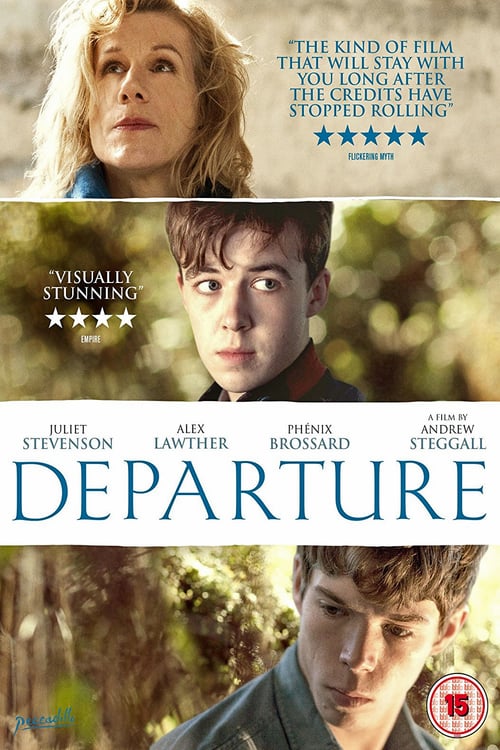 “THE KIND OF FILM
THAT WILL STAY WITH
YOU LONG AFTER
THE CREDITS HAVE
STOPPED ROLLING”
FLICKERING MYTH
“VISUALLY
STUNNING”
EMPIRE
JULIET
STEVENSON
ALEX
LAWTHER
PHÉNIX
BROSSARD
A FILM BY
ANDREW
STEGGALL
DEPARTURE
peccadillo
15